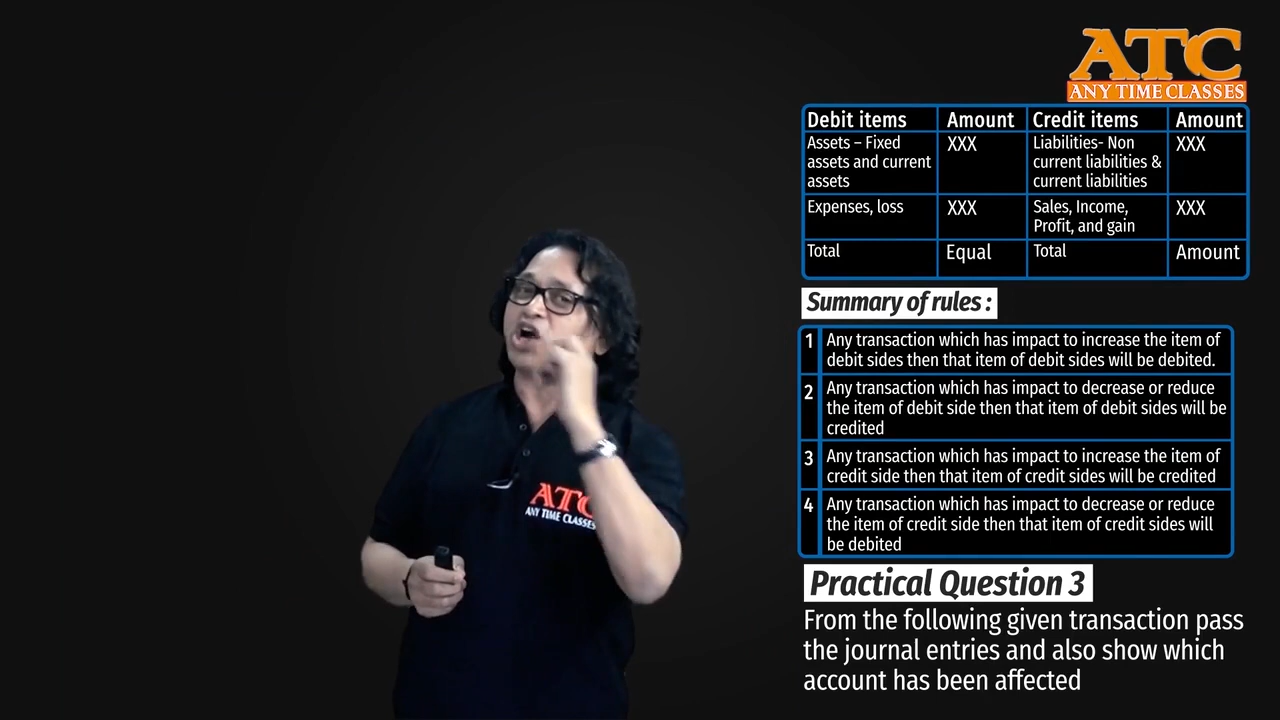 ATC
ANY TIME CLASSES
Debit items Amount Credit items Amount
Assets – Fixed assets and current assets XXX Liabilities- Non current liabilities & current liabilities XXX
Expenses, loss XXX Sales, Income, Profit, and gain XXX
Total Equal Total Amount
Summary of rules :
1 Any transaction which has impact to increase the item of
debit sides then that item of debit sides will be debited.
2 Any transaction which has impact to decrease or reduce
the item of debit side then that item of debit sides will be
credited
3 Any transaction which has impact to increase the item of
credit side then that item of credit sides will be credited
4 Any transaction which has impact to decrease or reduce
the item of credit side then that item of credit sides will
be debited
Practical Question 3
From the following given transaction pass
the journal entries and also show which
account has been affected
ATC
ANY TIME CLASSES